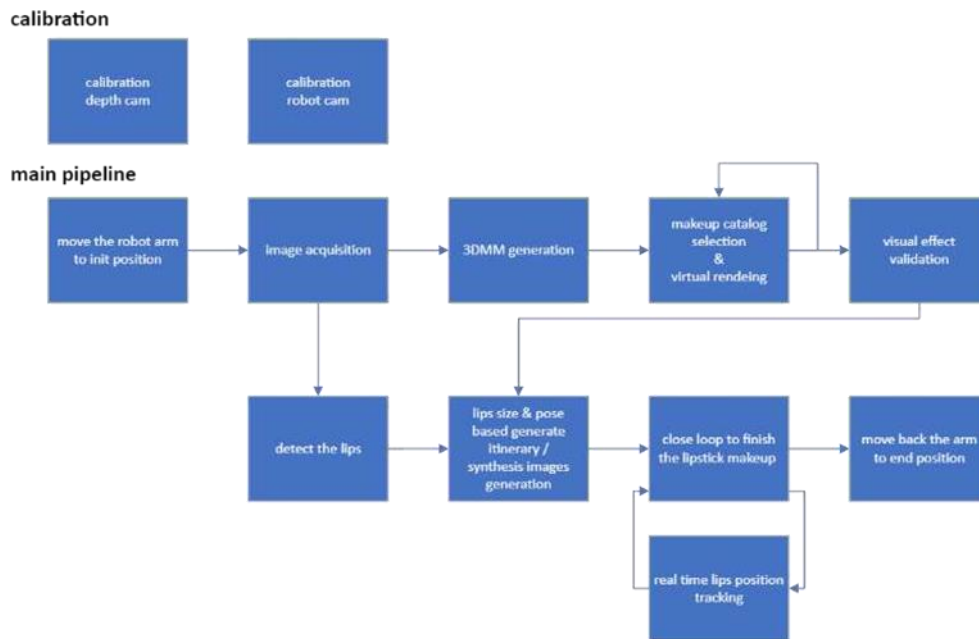 calibration
calibration
depth cam
calibration
robot cam
main pipeline
move the robot arm
to init position
image acquisition
3DMM generation
makeup catalog
selection
&
virtual rendeing
visual effect
validation
detect the lips
lips size & pose
based generate
itinerary /
synthesis images
generation
close loop to finish
the lipstick makeup
move back the arm
to end position
real time lips position
tracking